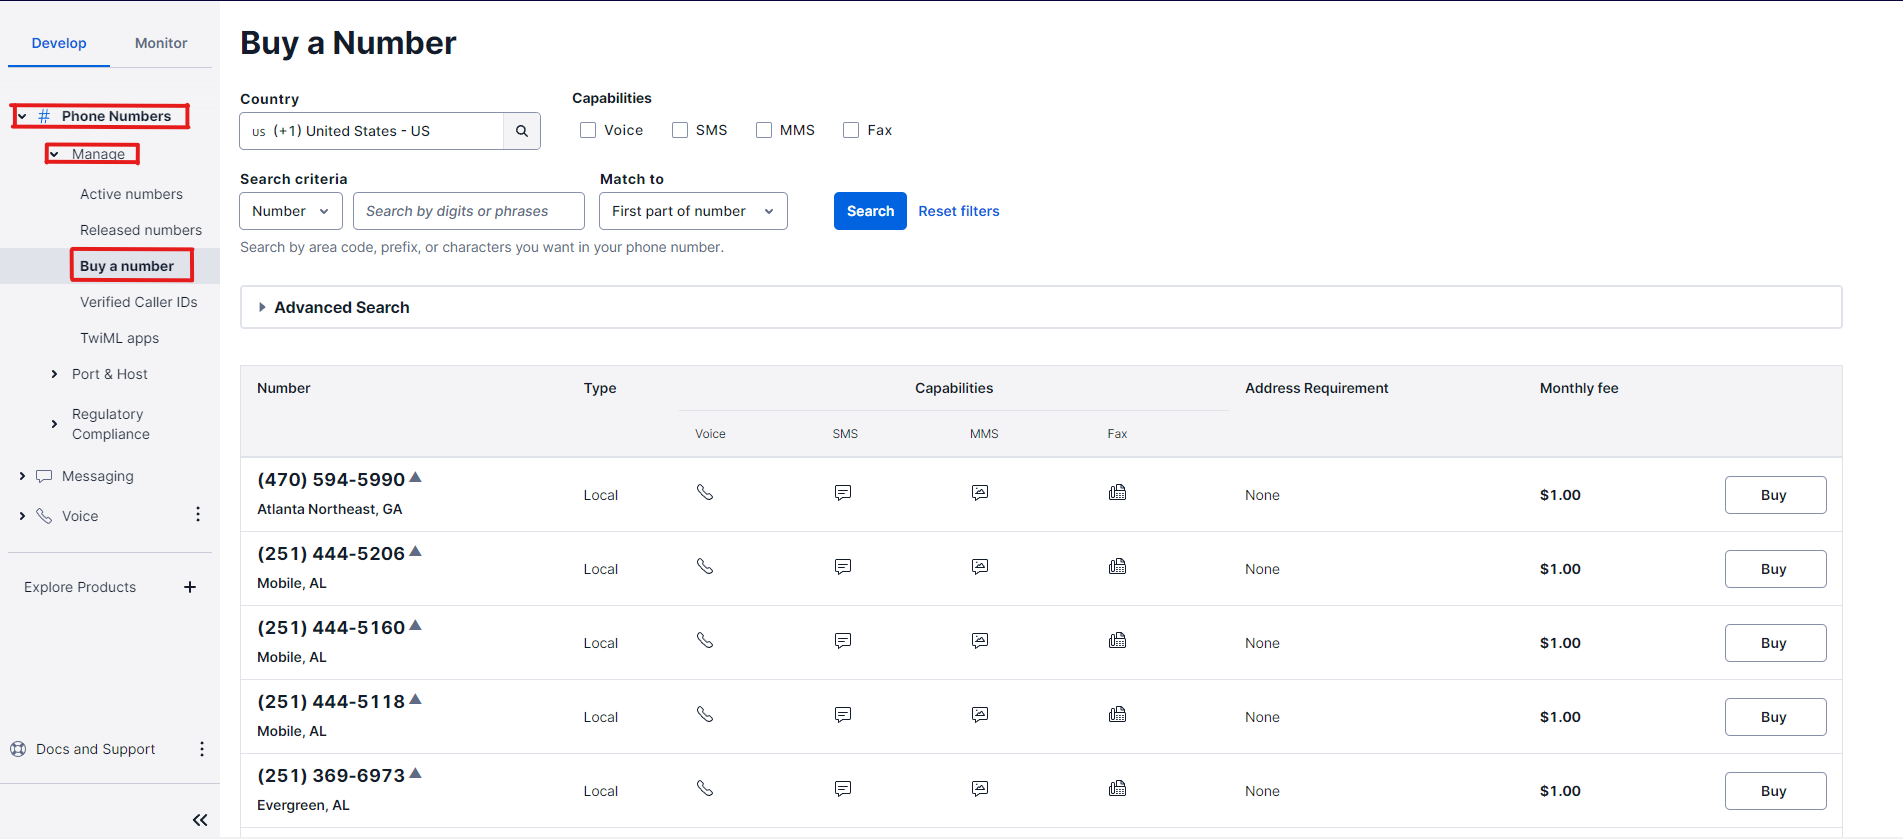 Develop
Monitor
# Phone Numbers
Manage
Active numbers
Released numbers
Buy a number
Verified Caller IDs
TwiML apps
Port & Host
Regulatory
Compliance
Messaging
Voice
Explore Products +
Docs and Support
Buy a Number
Country
US (+1) United States - US
Capabilities
Voice SMS MMS Fax
Search criteria
Number
Search by digits or phrases
Match to
First part of number
Search
Reset filters
Search by area code, prefix, or characters you want in your phone number.
Advanced Search
Number Type Capabilities Address Requirement Monthly fee
Voice SMS MMS Fax
(470) 594-5990
Atlanta Northeast, GA
Local None $1.00 Buy
(251) 444-5206
Mobile, AL
Local None $1.00 Buy
(251) 444-5160
Mobile, AL
Local None $1.00 Buy
(251) 444-5118
Mobile, AL
Local None $1.00 Buy
(251) 369-6973
Evergreen, AL
Local None $1.00 Buy